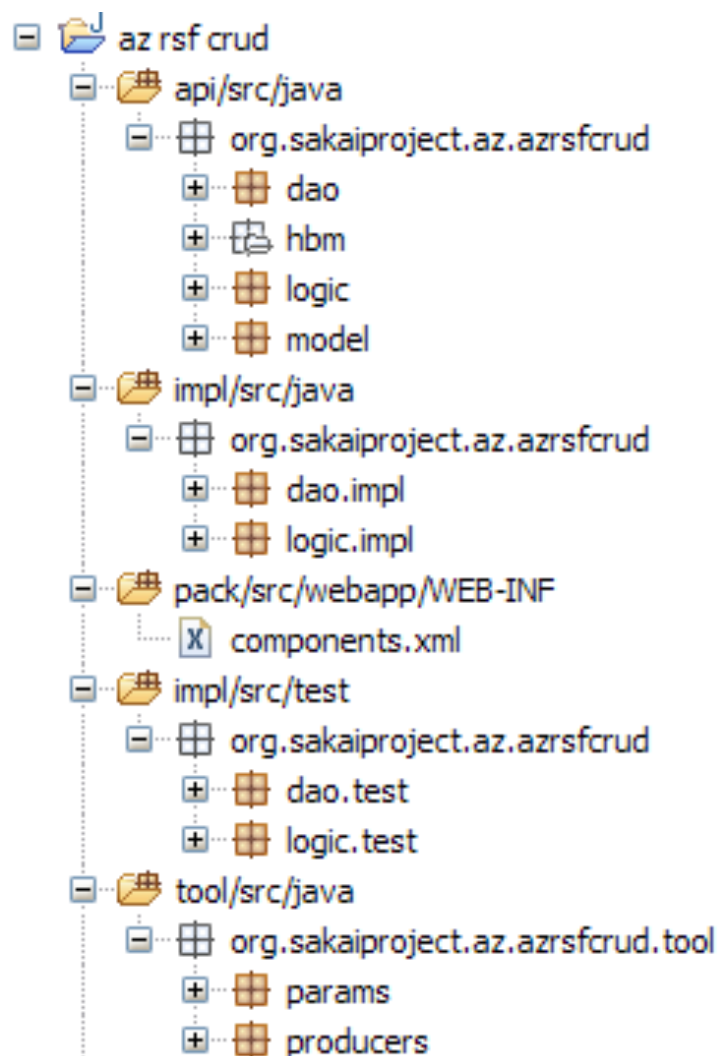 az rsf crud
api/src/java
org.sakaiproject.az.azrsfcrud
dao
hbm
logic
model
impl/src/java
org.sakaiproject.az.azrsfcrud
dao.impl
logic.impl
pack/src/webapp/WEB-INF
components.xml
impl/src/test
org.sakaiproject.az.azrsfcrud
dao.test
logic.test
tool/src/java
org.sakaiproject.az.azrsfcrud.tool
params
producers